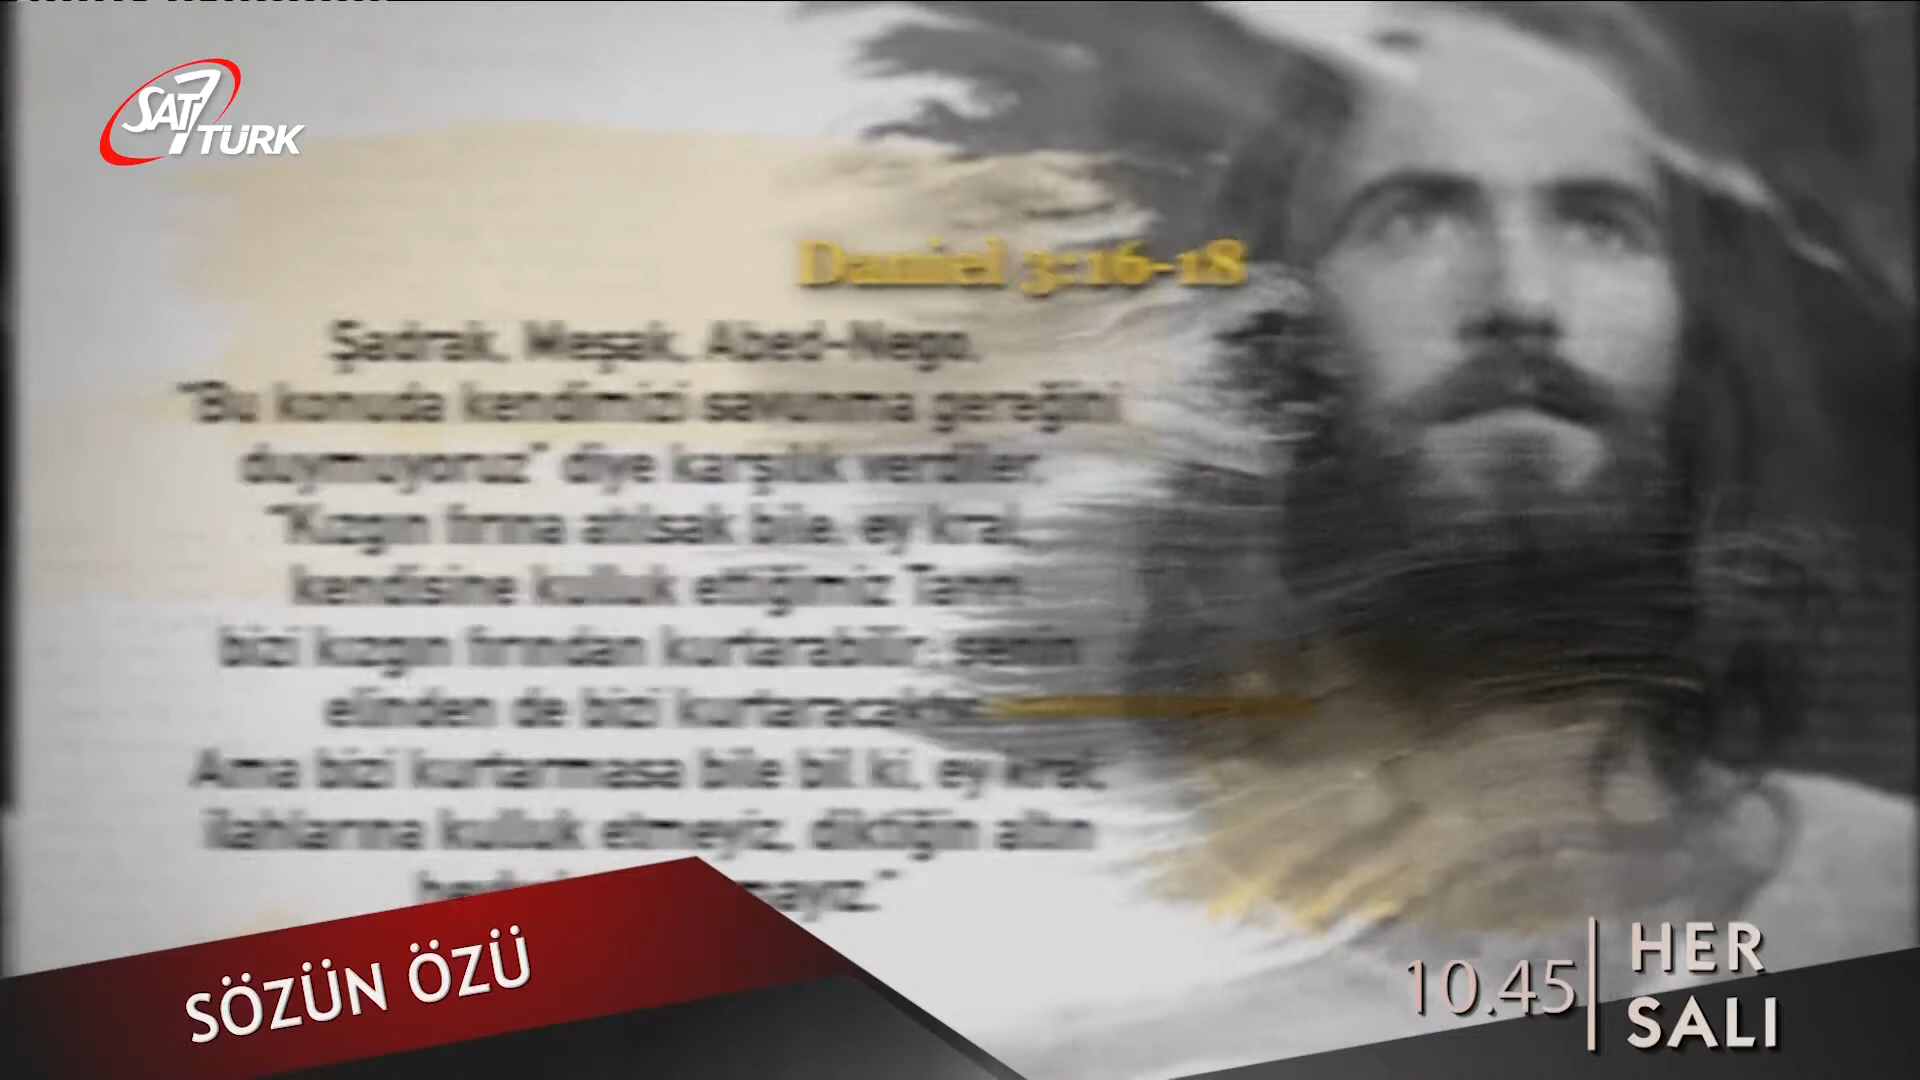 SAT7 TÜRK
Daniel 3:16-18
Şadrak, Meşak, Abed-Nego,
"Bu konuda kendimizi savunma gereğini
duymuyoruz" diye karşılık verdiler.
"Kızgın fırına atılsak bile, ey kral,
kendisine kulluk ettiğimiz Tanrı
bizi kızgın fırından kurtarabilir; senin
elinden de bizi kurtaracaktır.
Ama bizi kurtarmasa bile bil ki, ey kral,
ilahlarına kulluk etmeyiz, diktiğin altın
SÖZÜN ÖZÜ
10.45
HER
SALI